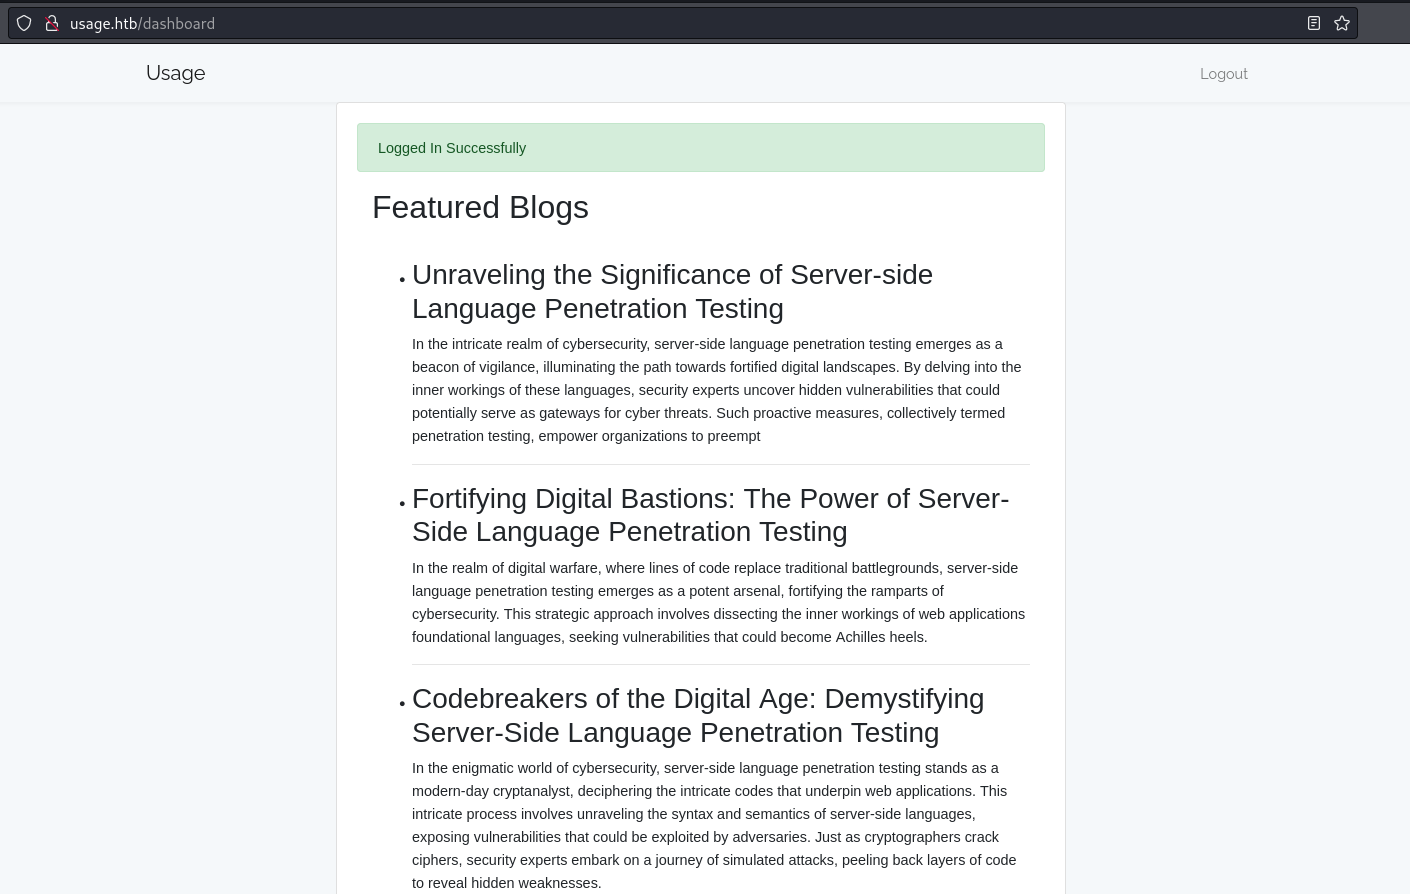 usage.htb/dashboard
Usage
Logout
Logged In Successfully
Featured Blogs
Unraveling the Significance of Server-side
Language Penetration Testing
In the intricate realm of cybersecurity, server-side language penetration testing emerges as a
beacon of vigilance, illuminating the path towards fortified digital landscapes. By delving into the
inner workings of these languages, security experts uncover hidden vulnerabilities that could
potentially serve as gateways for cyber threats. Such proactive measures, collectively termed
penetration testing, empower organizations to preempt
Fortifying Digital Bastions: The Power of Server-
Side Language Penetration Testing
In the realm of digital warfare, where lines of code replace traditional battlegrounds, server-side
language penetration testing emerges as a potent arsenal, fortifying the ramparts of
cybersecurity. This strategic approach involves dissecting the inner workings of web applications
foundational languages, seeking vulnerabilities that could become Achilles heels.
Codebreakers of the Digital Age: Demystifying
Server-Side Language Penetration Testing
In the enigmatic world of cybersecurity, server-side language penetration testing stands as a
modern-day cryptanalyst, deciphering the intricate codes that underpin web applications. This
intricate process involves unraveling the syntax and semantics of server-side languages,
exposing vulnerabilities that could be exploited by adversaries. Just as cryptographers crack
ciphers, security experts embark on a journey of simulated attacks, peeling back layers of code
to reveal hidden weaknesses.